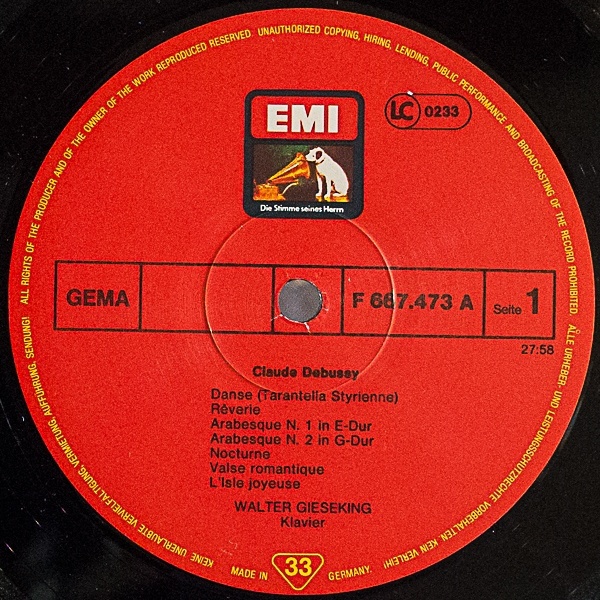 ALL RIGHTS OF THE PRODUCER AND OF THE OWNER OF THE WORK REPRODUCED RESERVED. UNAUTHORIZED COPYING, HIRING, LENDING, PUBLIC PERFORMANCE AND BROADCASTING OF THE RECORD PROHIBITED.
EMI
LC 0233
Die Stimme seines Herrn
GEMA
F 667.473 A
Seite 1
27:58
Claude Debussy
Danse (Tarantella Styrienne)
Rêverie
Arabesque N. 1 in E-Dur
Arabesque N. 2 in G-Dur
Nocturne
Valse romantique
L'Isle joyeuse
WALTER GIESEKING
Klavier
ALLE URHEBER- UND LEISTUNGSSCHUTZRECHTE VORBEHALTEN KEIN VERLEIH! KEINE UNERLAUBTE VERVIELFÄLTIGUNG, VERMIETUNG, AUFFÜHRUNG, SENDUNG!
MADE IN 33 GERMANY.